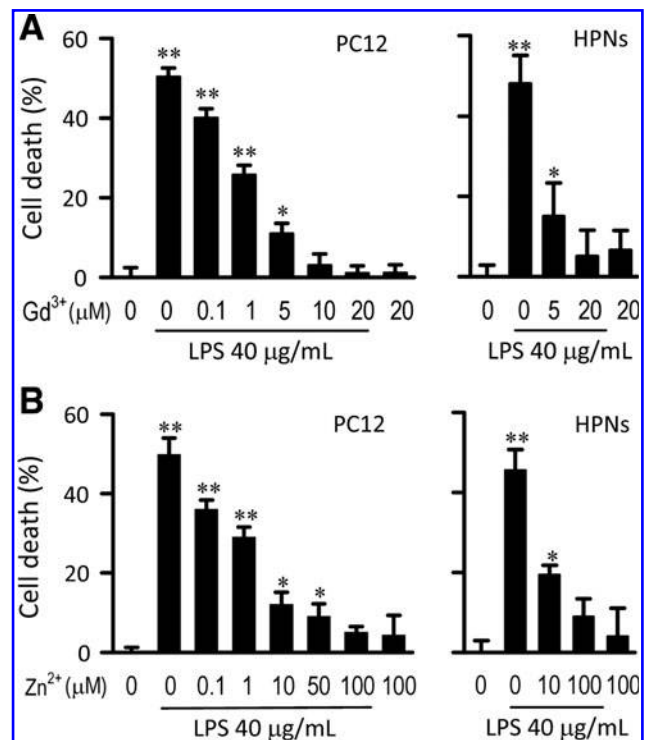 A
PC12
HPNs
Cell death (%)
60
40
20
0
** ** ** *
** *
Gd³⁺ (μM) 0 0 0.1 1 5 10 20 20
0 0 5 20 20
LPS 40 μg/mL
LPS 40 μg/mL
B
PC12
HPNs
Cell death (%)
60
40
20
0
** ** ** * *
** *
Zn²⁺ (μM) 0 0 0.1 1 10 50 100 100
0 0 10 100 100
LPS 40 μg/mL
LPS 40 μg/mL